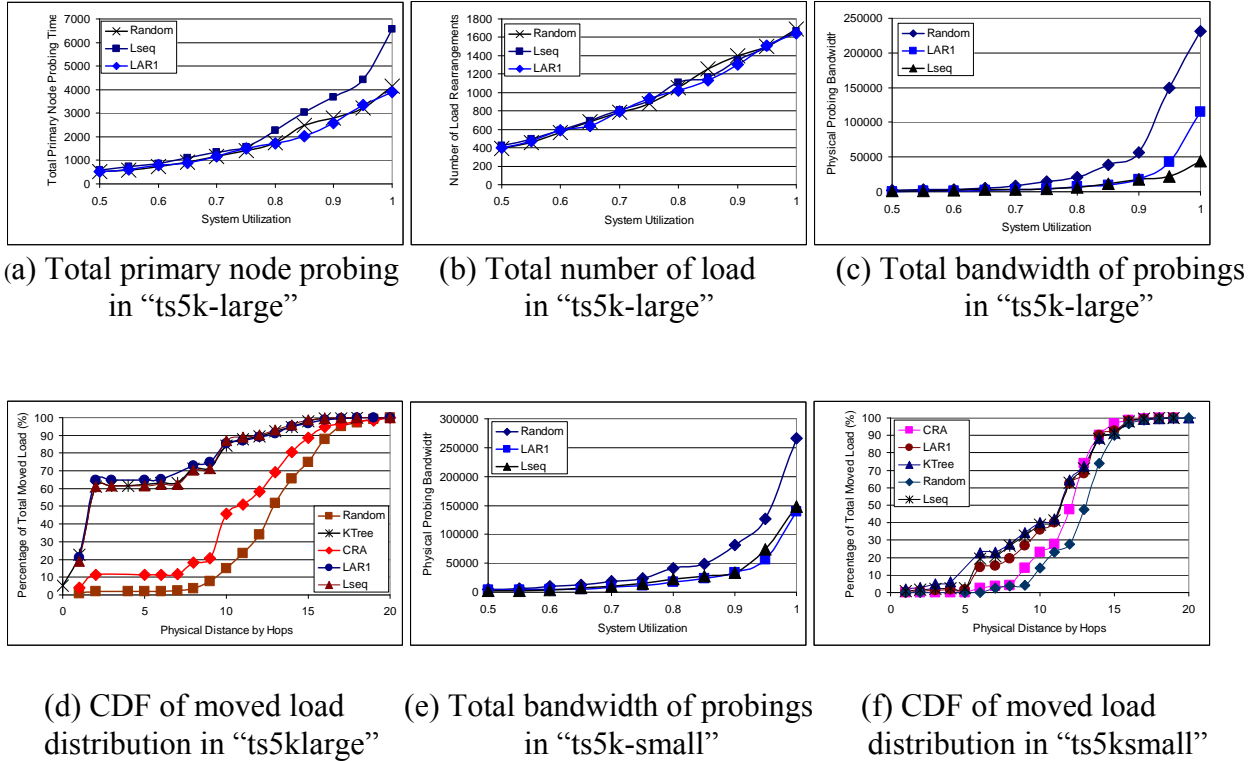 7000
6000
5000
4000
3000
2000
1000
0
Total Primary Node Probing Time
Random
Lseq
LAR1
0.5 0.6 0.7 0.8 0.9 1
System Utilization
(a) Total primary node probing
in “ts5k-large”
1800
1600
1400
1200
1000
800
600
400
200
0
Number of Load Rearrangements
Random
Lseq
LAR1
0.5 0.6 0.7 0.8 0.9 1
System Utilization
(b) Total number of load
in “ts5k-large”
250000
200000
150000
100000
50000
0
Physical Probing Bandwidth
Random
LAR1
Lseq
0.5 0.6 0.7 0.8 0.9 1
System Utilization
(c) Total bandwidth of probings
in “ts5k-large”
100
90
80
70
60
50
40
30
20
10
0
Percentage of Total Moved Load (%)
Random
KTree
CRA
LAR1
Lseq
0 5 10 15 20
Physical Distance by Hops
(d) CDF of moved load
distribution in “ts5klarge”
300000
250000
200000
150000
100000
50000
0
Physical Probing Bandwidth
Random
LAR1
Lseq
0.5 0.6 0.7 0.8 0.9 1
System Utilization
(e) Total bandwidth of probings
in “ts5k-small”
100
90
80
70
60
50
40
30
20
10
0
Percentage of Total Moved Load (%)
CRA
LAR1
KTree
Random
Lseq
0 5 10 15 20
Physical Distance by Hops
(f) CDF of moved load
distribution in “ts5ksmall”